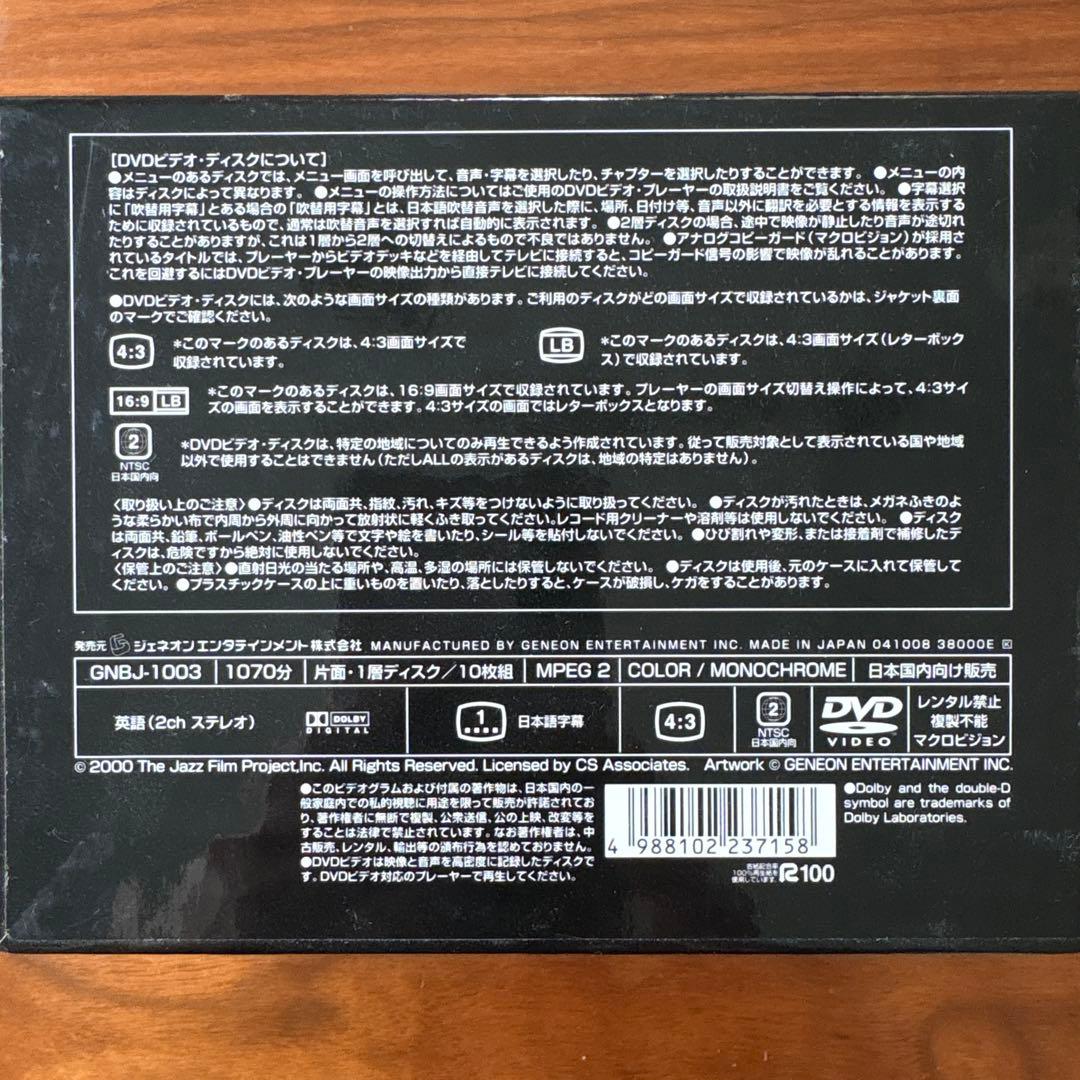 [DVDビデオ・ディスクについて]
●メニューのあるディスクでは、メニュー画面を呼び出して、音声・字幕を選択したり、チャプターを選択したりすることができます。 ●メニューの内
容はディスクによって異なります。 ●メニューの操作方法についてはご使用のDVDビデオ・プレーヤーの取扱説明書をご覧ください。 ●字幕選択
に「吹替用字幕」とある場合の「吹替用字幕」とは、日本語吹替音声を選択した際に、場所、日付け等、音声以外に翻訳を必要とする情報を表示する
ために収録されているもので、通常は吹替音声を選択すれば自動的に表示されます。 ●2層ディスクの場合、途中で映像が静止したり音声が途切れ
たりすることがありますが、これは1層から2層への切替えによるもので不良ではありません。 ●アナログコピーガード(マクロビジョン)が採用さ
れているタイトルでは、プレーヤーからビデオデッキなどを経由してテレビに接続すると、コピーガード信号の影響で映像が乱れることがあります。
これを回避するにはDVDビデオ・プレーヤーの映像出力から直接テレビに接続してください。
●DVDビデオ・ディスクには、次のような画面サイズの種類があります。ご利用のディスクがどの画面サイズで収録されているかは、ジャケット裏面
のマークでご確認ください。
4:3 *このマークのあるディスクは、4:3画面サイズで
収録されています。
LB *このマークのあるディスクは、4:3画面サイズ(レターボック
ス)で収録されています。
16:9 LB *このマークのあるディスクは、16:9画面サイズで収録されています。プレーヤーの画面サイズ切替え操作によって、4:3サイ
ズの画面を表示することができます。4:3サイズの画面ではレターボックスとなります。
2
NTSC
日本国内向
*DVDビデオ・ディスクは、特定の地域についてのみ再生できるよう作成されています。従って販売対象として表示されている国や地域
以外で使用することはできません(ただしALLの表示があるディスクは、地域の特定はありません)。
〈取り扱い上のご注意〉●ディスクは両面共、指紋、汚れ、キズ等をつけないように取り扱ってください。 ●ディスクが汚れたときは、メガネふきのよ
うな柔らかい布で内周から外周に向かって放射状に軽くふき取ってください。レコード用クリーナーや溶剤等は使用しないでください。 ●ディスク
は両面共、鉛筆、ボールペン、油性ペン等で文字や絵を書いたり、シール等を貼付しないでください。 ●ひび割れや変形、または接着剤で補修したデ
ィスクは、危険ですから絶対に使用しないでください。
〈保管上のご注意〉●直射日光の当たる場所や、高温、多湿の場所には保管しないでください。 ●ディスクは使用後、元のケースに入れて保管して
ください。●プラスチックケースの上に重いものを置いたり、落としたりすると、ケースが破損し、ケガをすることがあります。
発売元 ジェネオン エンタテインメント株式会社 MANUFACTURED BY GENEON ENTERTAINMENT INC. MADE IN JAPAN 041008 38000E K
GNBJ-1003 1070分 片面・1層ディスク/10枚組 MPEG 2 COLOR / MONOCHROME 日本国内向け販売
英語(2ch ステレオ) DOLBY
DIGITAL
1 日本語字幕
4:3
2
NTSC
日本国内向
DVD
VIDEO
レンタル禁止
複製不能
マクロビジョン
© 2000 The Jazz Film Project,Inc. All Rights Reserved. Licensed by CS Associates. Artwork © GENEON ENTERTAINMENT INC.
●このビデオグラムおよび付属の著作物は、日本国内の一
般家庭内での私的視聴に用途を限って販売が許諾されてお
り、著作権者に無断で複製、公衆送信、公の上映、改変等を
することは法律で禁止されています。なお著作権者は、中
古販売、レンタル、輸出等の頒布行為を認めておりません。
●DVDビデオは映像と音声を高密度に記録したディスクで
す。DVDビデオ対応のプレーヤーで再生してください。
4 988102 237158
古紙配合率
100%再生紙を
使用しています R100
●Dolby and the double-D
symbol are trademarks of
Dolby Laboratories.